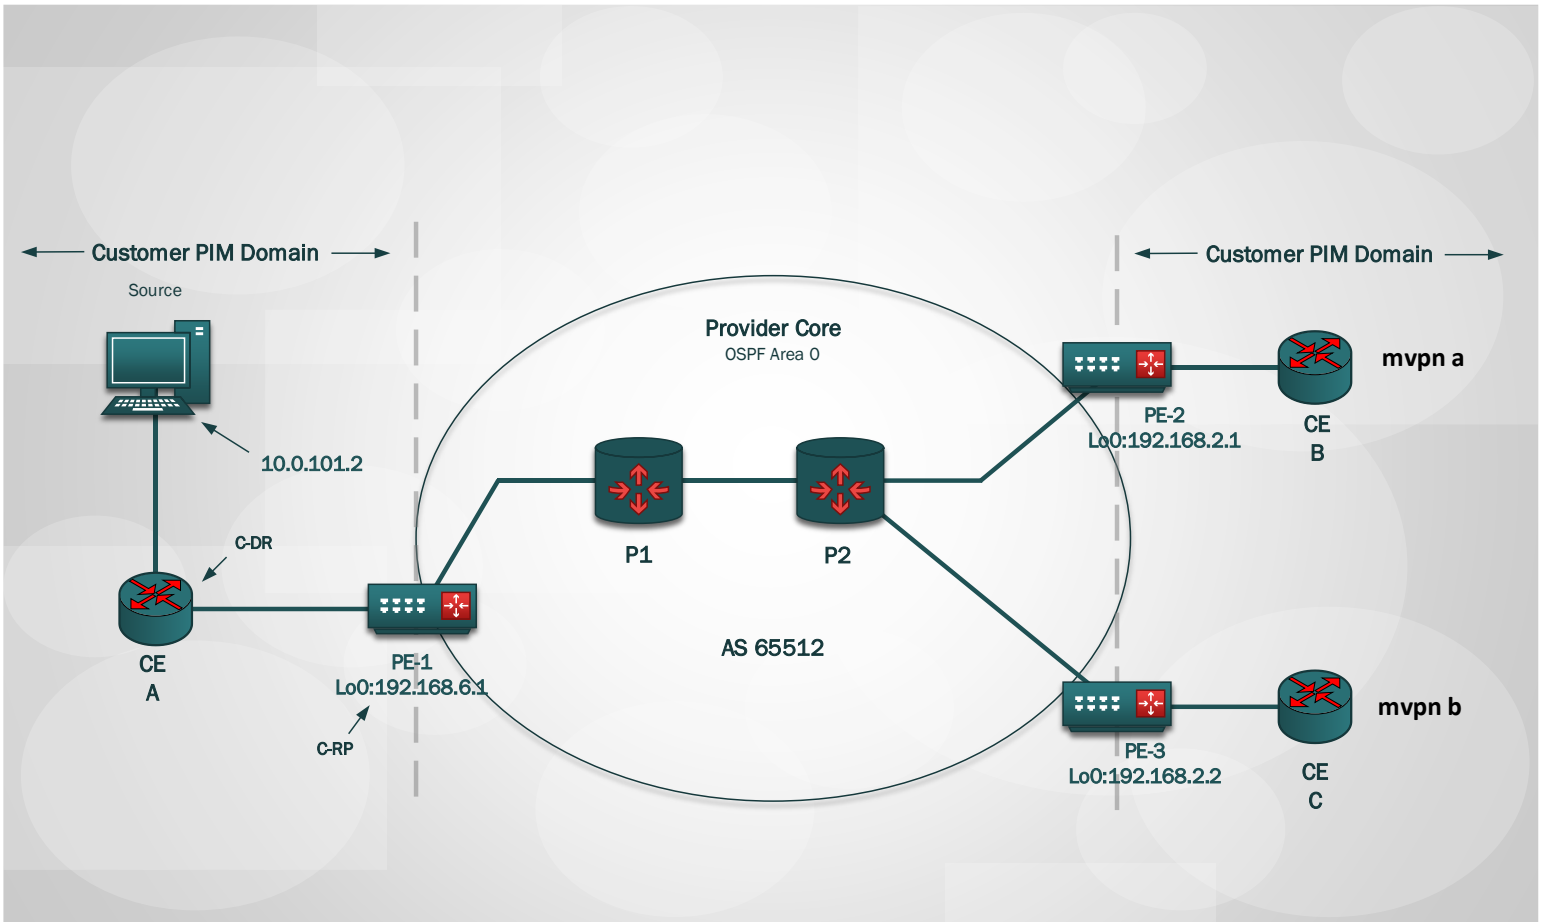 Customer PIM Domain
Customer PIM Domain
Source
Provider Core
OSPF Area 0
mvpn a
PE-2
Lo0:192.168.2.1
CE
B
10.0.101.2
C-DR
P1
P2
CE
A
PE-1
Lo0:192.168.6.1
C-RP
AS 65512
mvpn b
PE-3
Lo0:192.168.2.2
CE
C